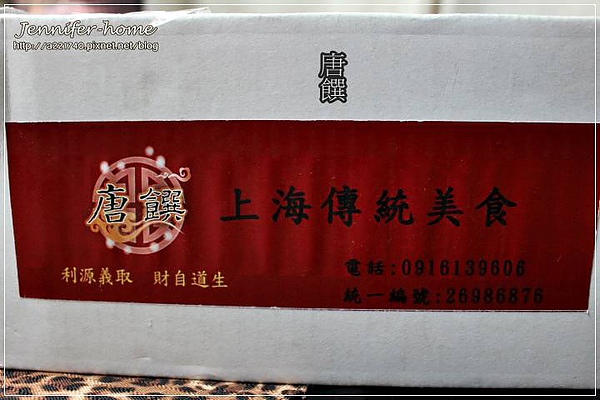 Jennifer-home
http://a221740.pixnet.net/blog
唐饌
唐饌
上海傳統美食
利源義取 財自道生
電話:0916139606
統一編號:26986876